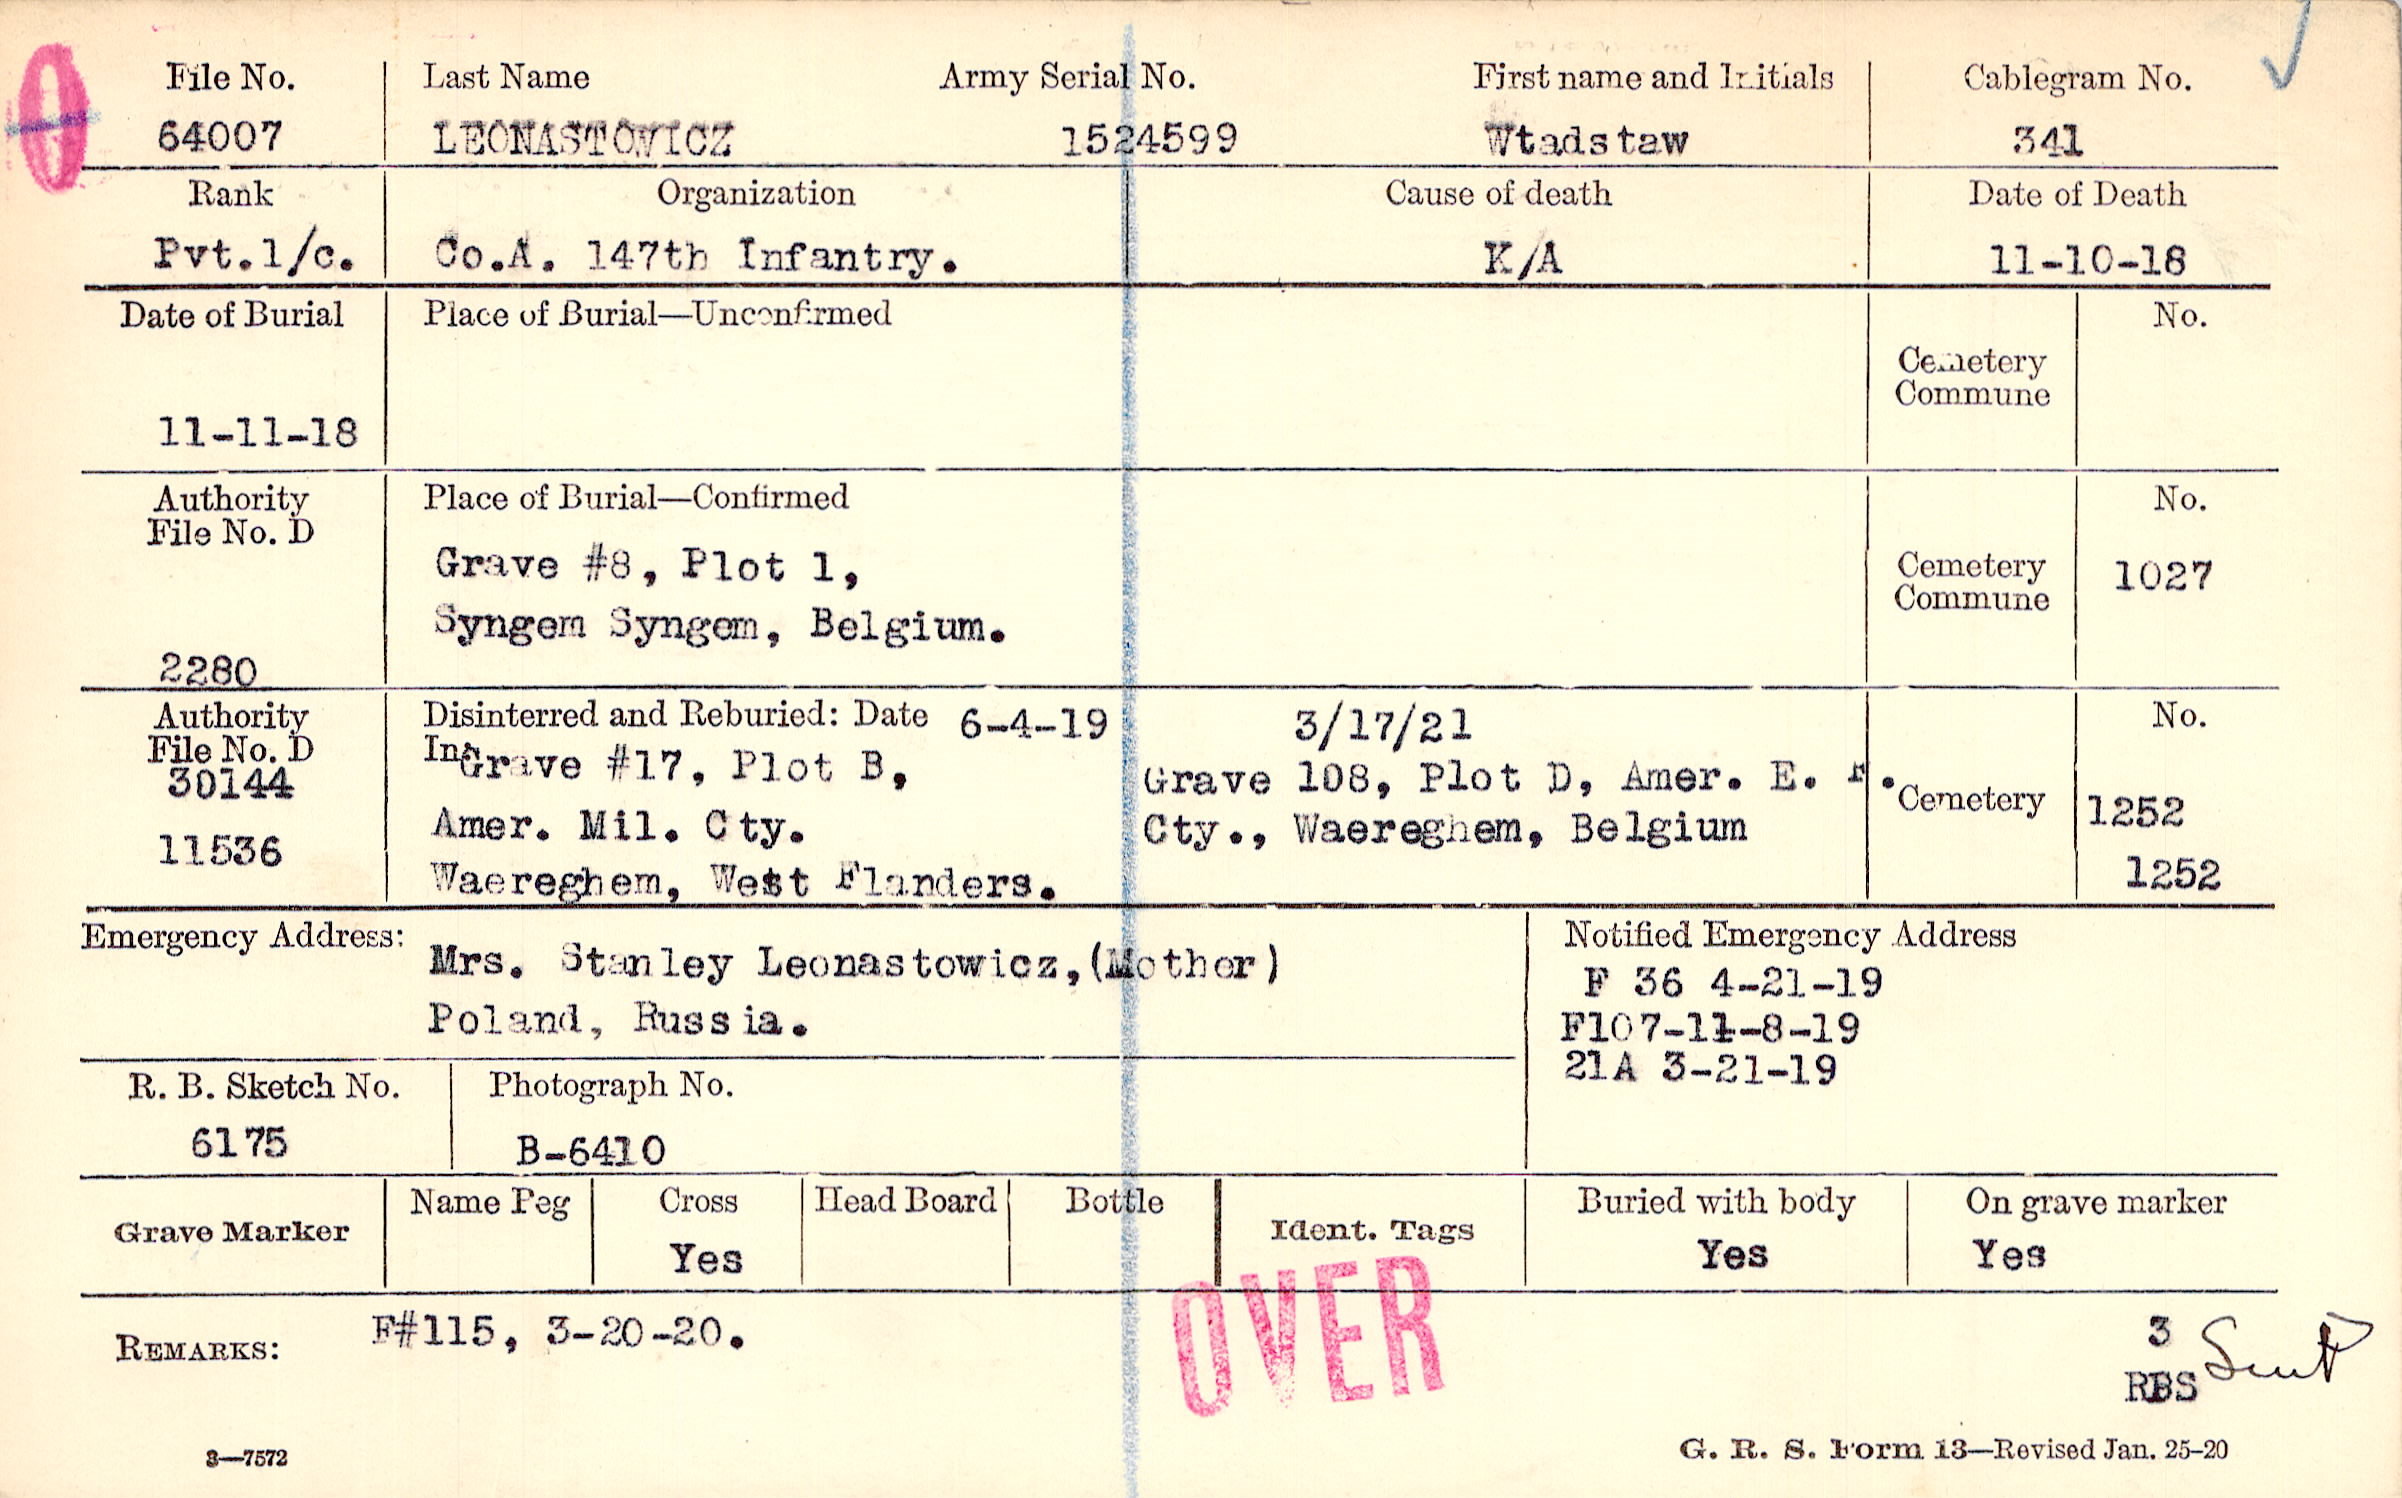 0
File No. Last Name Army Serial No. First name and Initials Cablegram No.
64007 LEONASTOWICZ 1524599 Wtadstaw 341
Rank Organization Cause of death Date of Death
Pvt.1/c. Co.A. 147th Infantry. K/A 11-10-18
Date of Burial Place of Burial—Unconfirmed No.
Cemetery
Commune
11-11-18
Authority Place of Burial—Confirmed No.
File No. D
Grave #8, Plot 1, Cemetery 1027
Commune
Syngem Syngem, Belgium.
2280
Authority Disinterred and Reburied: Date 6-4-19 3/17/21 No.
File No. D In Grave #17, Plot B, Grave 108, Plot D, Amer. E. F.
30144 Cemetery 1252
Amer. Mil. Cty. Cty., Waereghem, Belgium
11536
Waereghem, West Flanders. 1252
Emergency Address: Notified Emergency Address
Mrs. Stanley Leonastowicz,(Mother) F 36 4-21-19
Poland, Russia. F107-11-8-19
21A 3-21-19
R. B. Sketch No. Photograph No.
6175 B-6410
Grave Marker Name Peg Cross Head Board Bottle Ident. Tags Buried with body On grave marker
Yes Yes Yes
OVER
REMARKS: F#115, 3-20-20. 3
RBS Sent
3—7572 G. R. S. Form 13—Revised Jan. 25-20